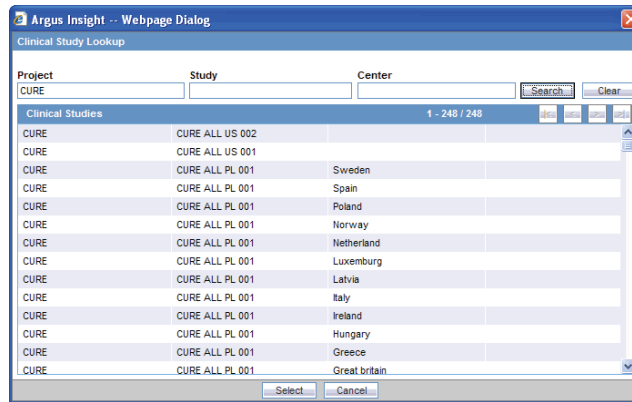 Argus Insight -- Webpage Dialog
Clinical Study Lookup
Project Study Center
CURE Search Clear
Clinical Studies 1 - 248 / 248
CURE CURE ALL US 002
CURE CURE ALL US 001
CURE CURE ALL PL 001 Sweden
CURE CURE ALL PL 001 Spain
CURE CURE ALL PL 001 Poland
CURE CURE ALL PL 001 Norway
CURE CURE ALL PL 001 Netherland
CURE CURE ALL PL 001 Luxemburg
CURE CURE ALL PL 001 Latvia
CURE CURE ALL PL 001 Italy
CURE CURE ALL PL 001 Ireland
CURE CURE ALL PL 001 Hungary
CURE CURE ALL PL 001 Greece
CURE CURE ALL PL 001 Great britain
Select Cancel